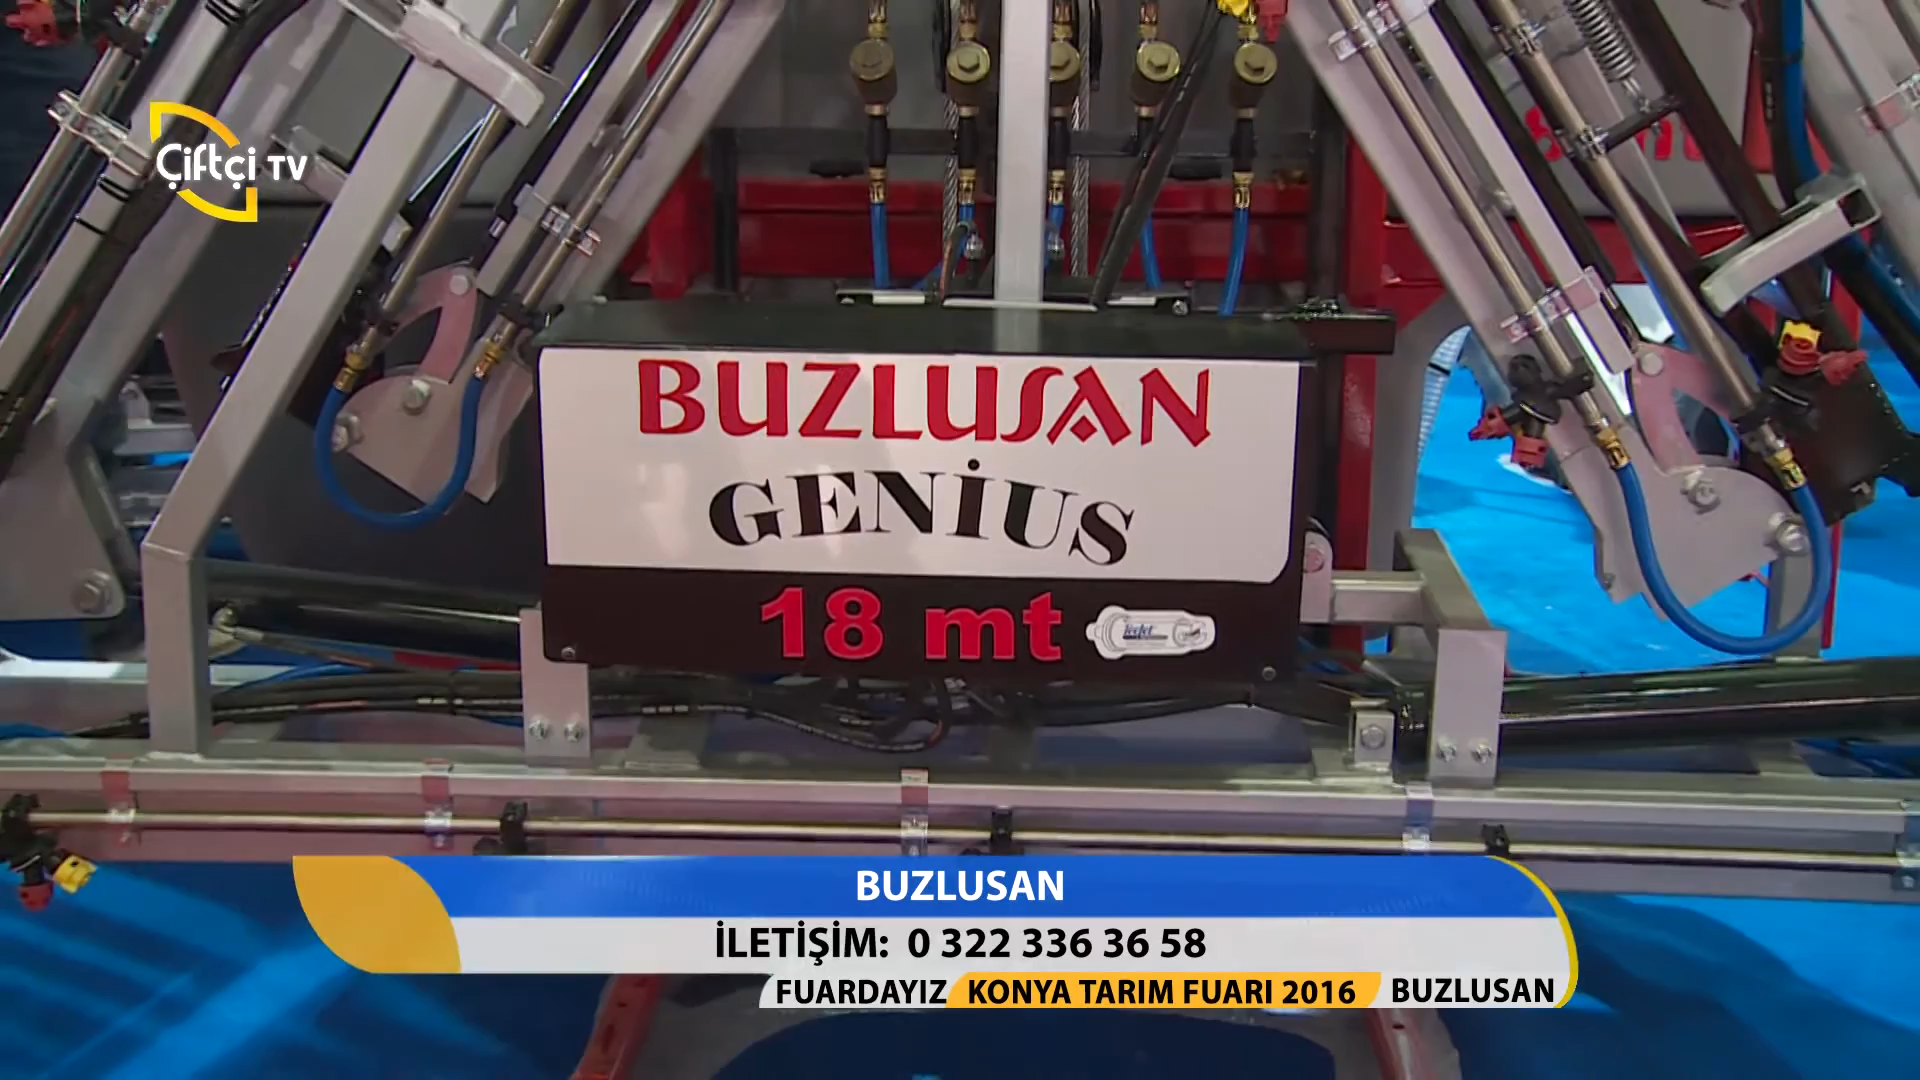 Çiftçi TV
BUZLUSAN
GENİUS
18 mt
TeeJet
BUZLUSAN
İLETİŞİM: 0 322 336 36 58
FUARDAYIZ KONYA TARIM FUARI 2016 BUZLUSAN